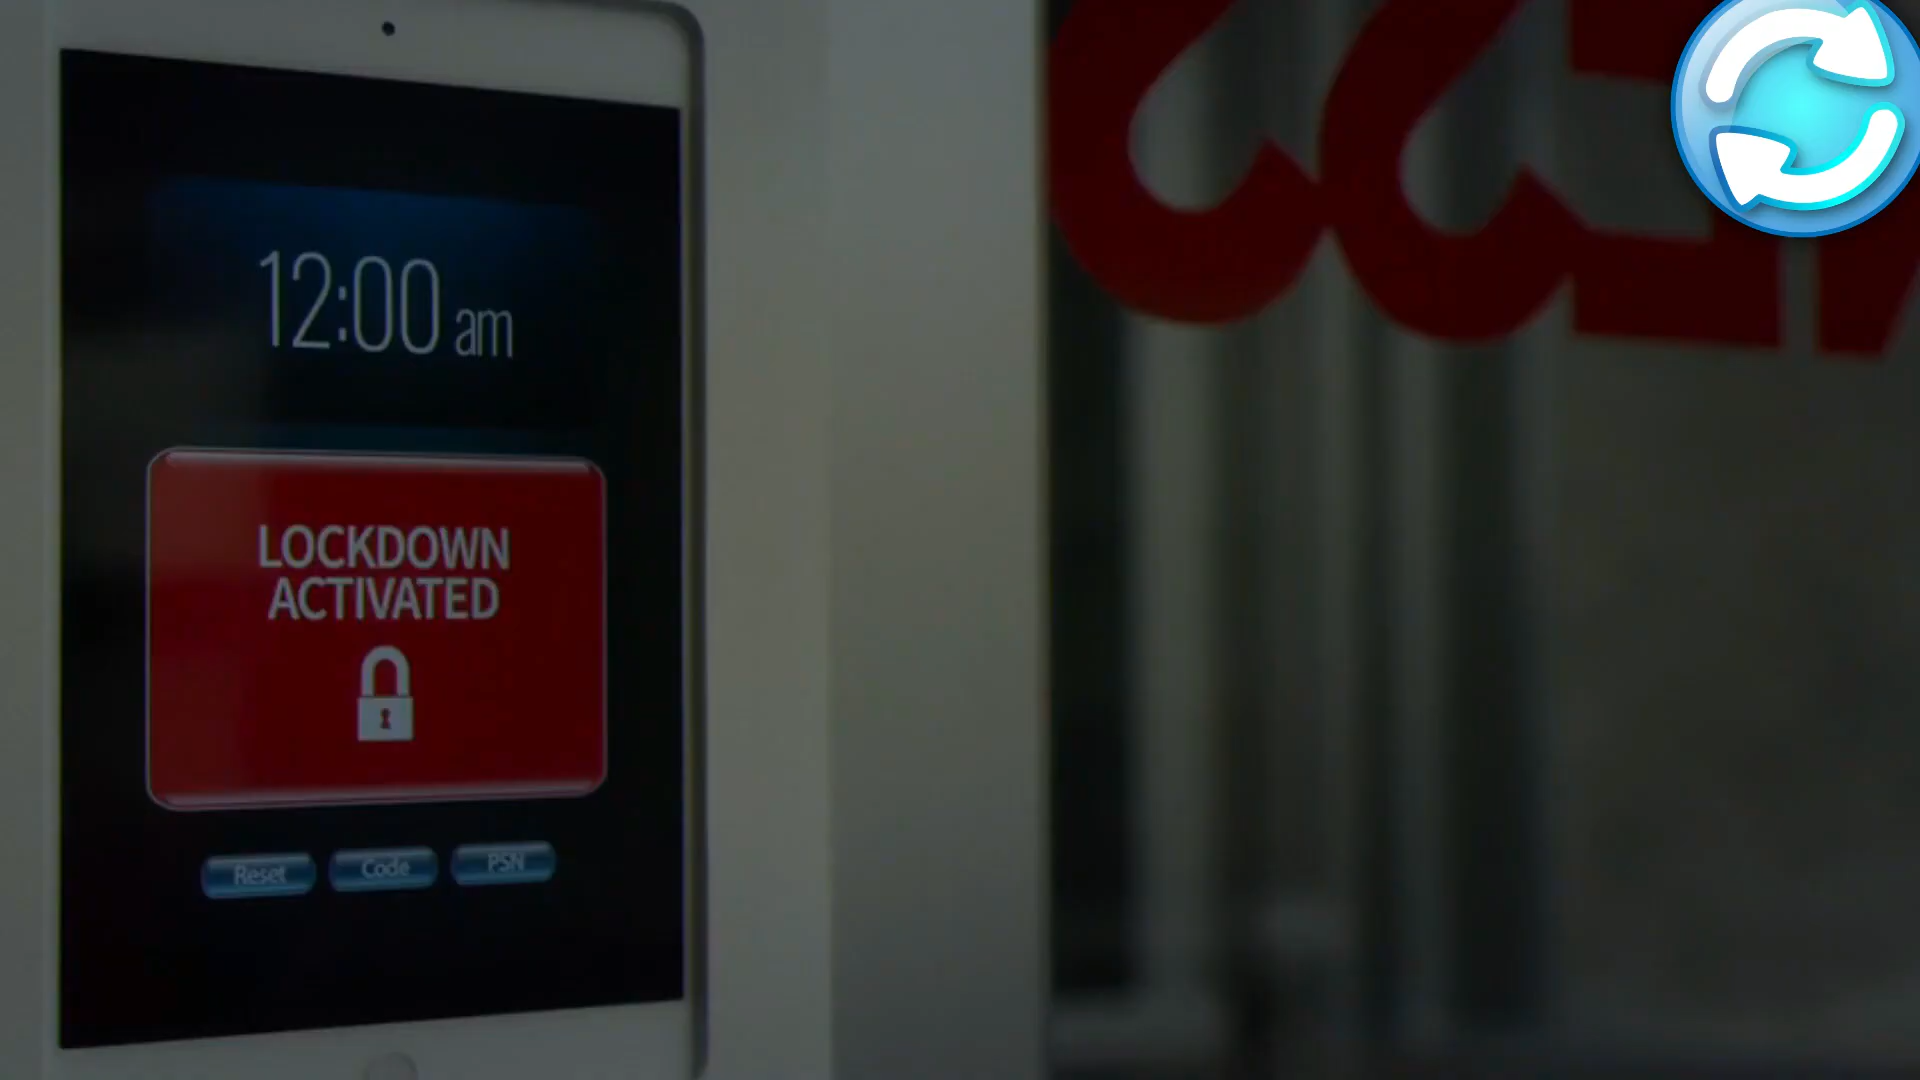 12:00 am
LOCKDOWN
ACTIVATED
Reset
Code
PSN